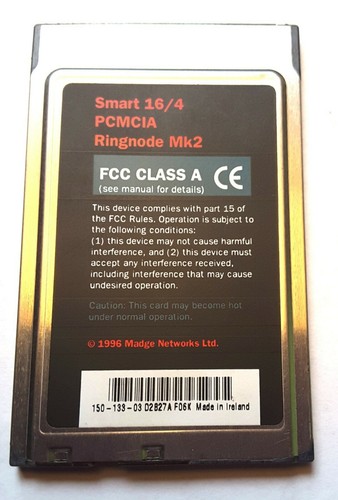 Smart 16/4
PCMCIA
Ringnode Mk2
FCC CLASS A
(see manual for details)
CE
This device complies with part 15 of
the FCC Rules. Operation is subject to
the following conditions:
(1) this device may not cause harmful
interference, and (2) this device must
accept any interference received,
including interference that may cause
undesired operation.
Caution: This card may become hot
under normal operation.
© 1996 Madge Networks Ltd.
150-139-03 02B27A F06K Made in Ireland